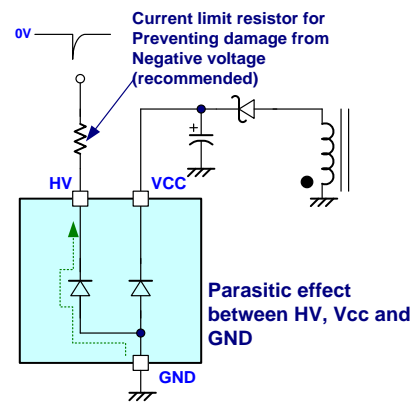 Current limit resistor for
Preventing damage from
Negative voltage
(recommended)
0V
+
HV
VCC
Parasitic effect
between HV, Vcc and
GND
GND